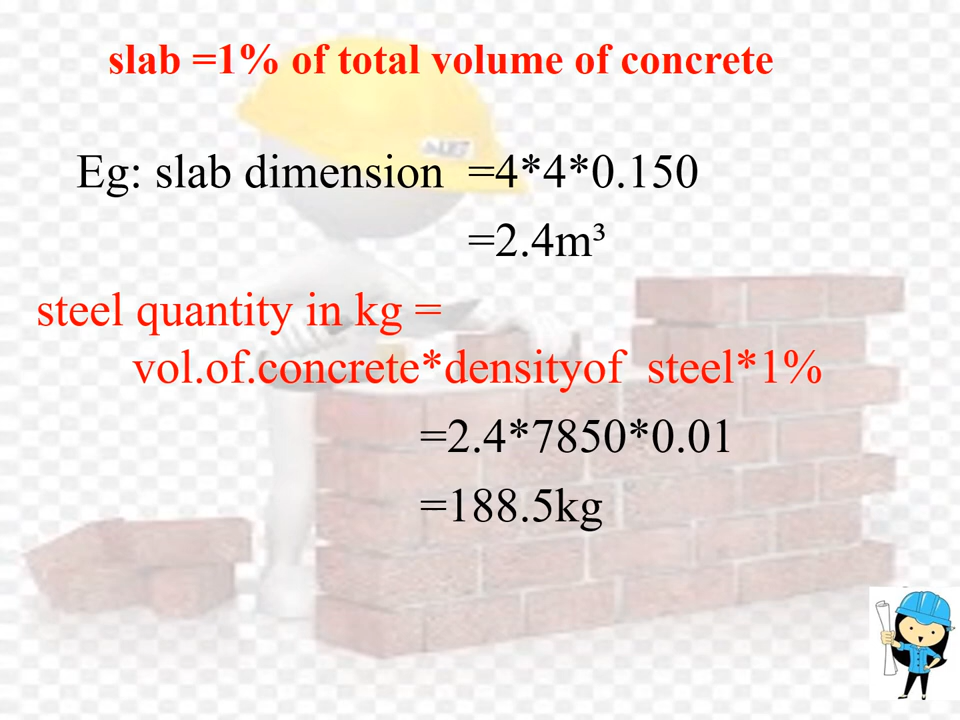 slab =1% of total volume of concrete
Eg: slab dimension =4*4*0.150
=2.4m³
steel quantity in kg =
vol.of.concrete*densityof steel*1%
=2.4*7850*0.01
=188.5kg